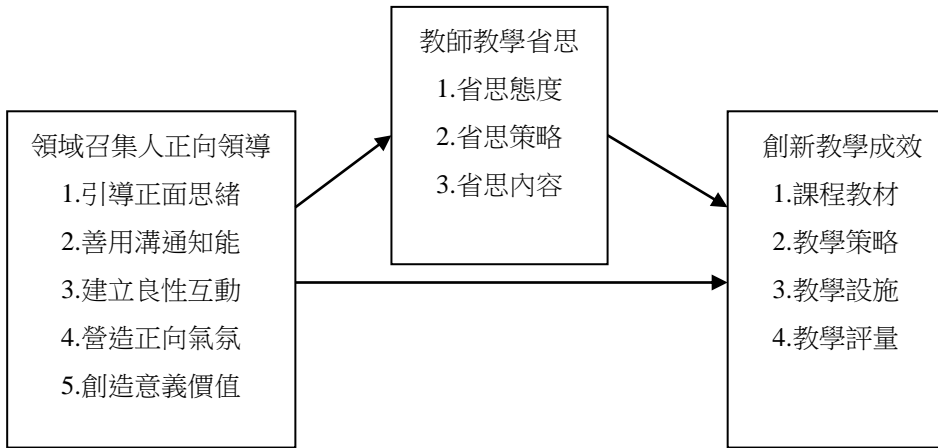 教師教學省思
1.省思態度
2.省思策略
3.省思內容
領域召集人正向領導
1.引導正面思緒
2.善用溝通知能
3.建立良性互動
4.營造正向氣氛
5.創造意義價值
創新教學成效
1.課程教材
2.教學策略
3.教學設施
4.教學評量